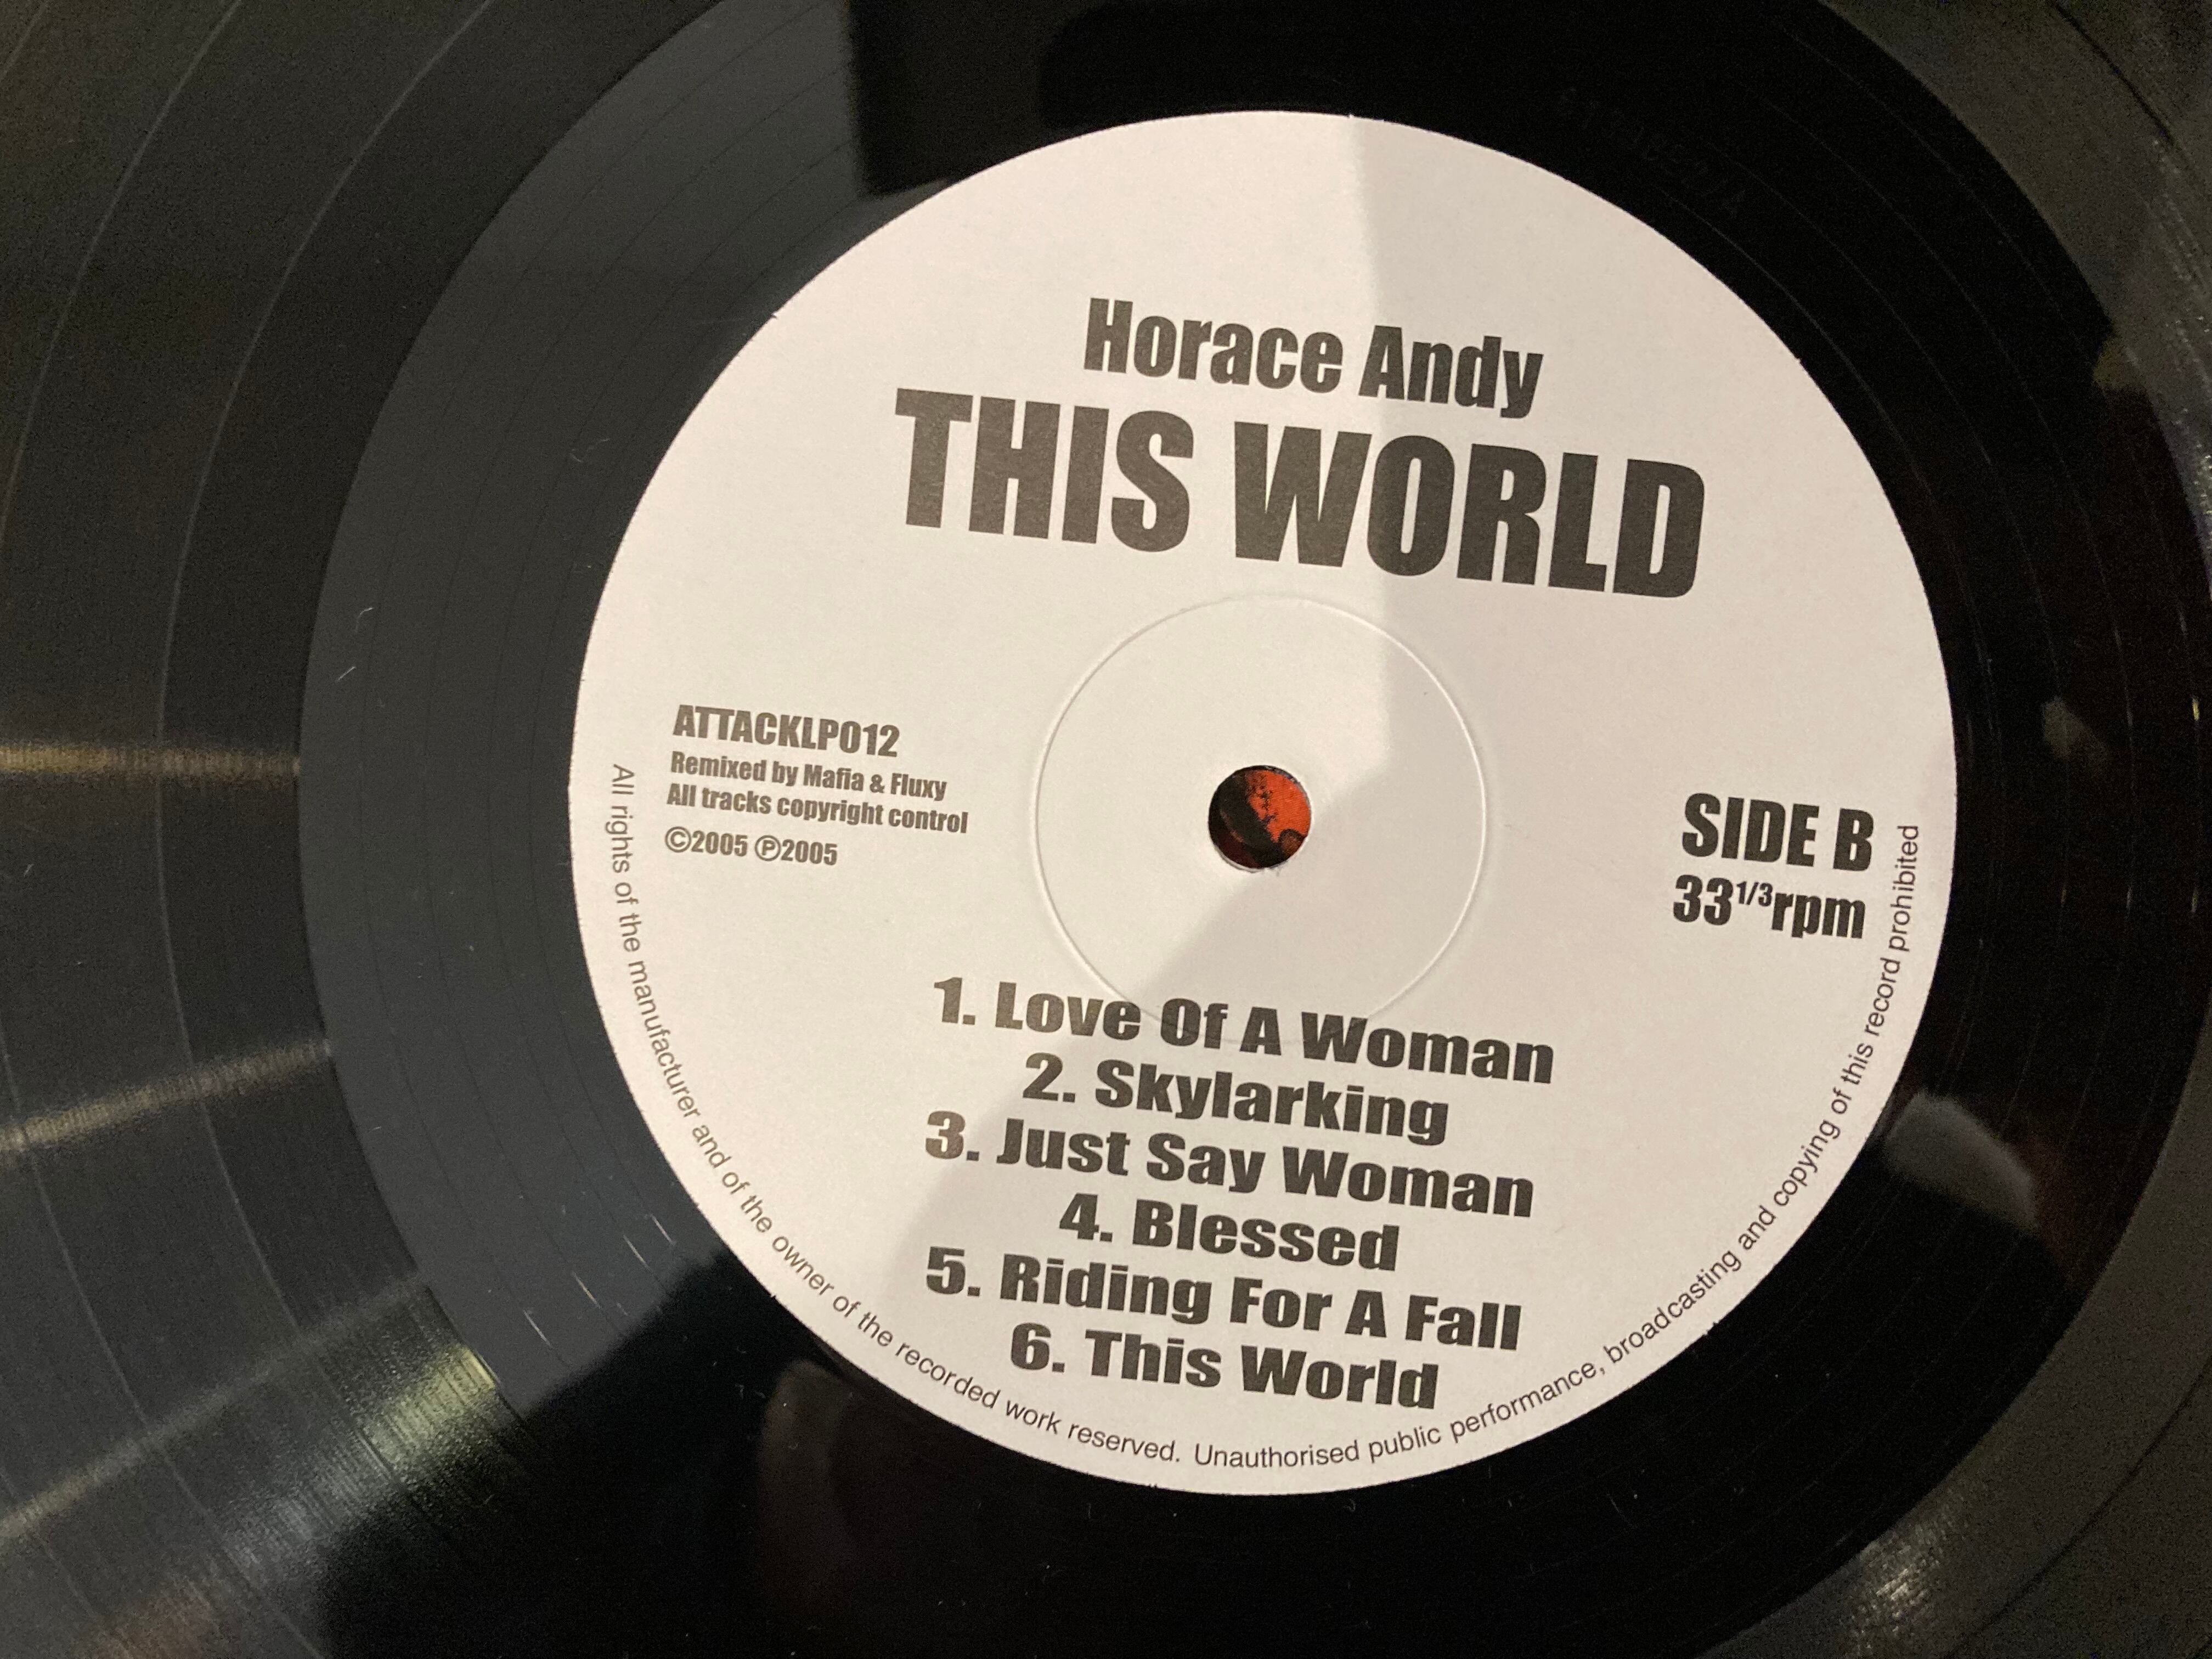 Horace Andy
THIS WORLD
ATTACKLP012
Remixed by Mafia & Fluxy
All tracks copyright control
©2005 ℗2005
SIDE B
33 1/3 rpm
1. Love Of A Woman
2. Skylarking
3. Just Say Woman
4. Blessed
5. Riding For A Fall
6. This World
All rights of the manufacturer and of the owner of the recorded work reserved. Unauthorised public performance, broadcasting and copying of this record prohibited